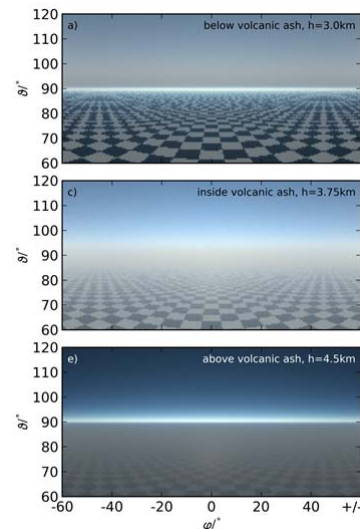 a) below volcanic ash, h=3.0km
120
110
100
90
80
70
60
ϑ/°
c) inside volcanic ash, h=3.75km
120
110
100
90
80
70
60
ϑ/°
e) above volcanic ash, h=4.5km
120
110
100
90
80
70
60
ϑ/°
-60 -40 -20 0 20 40 +/-
φ/°